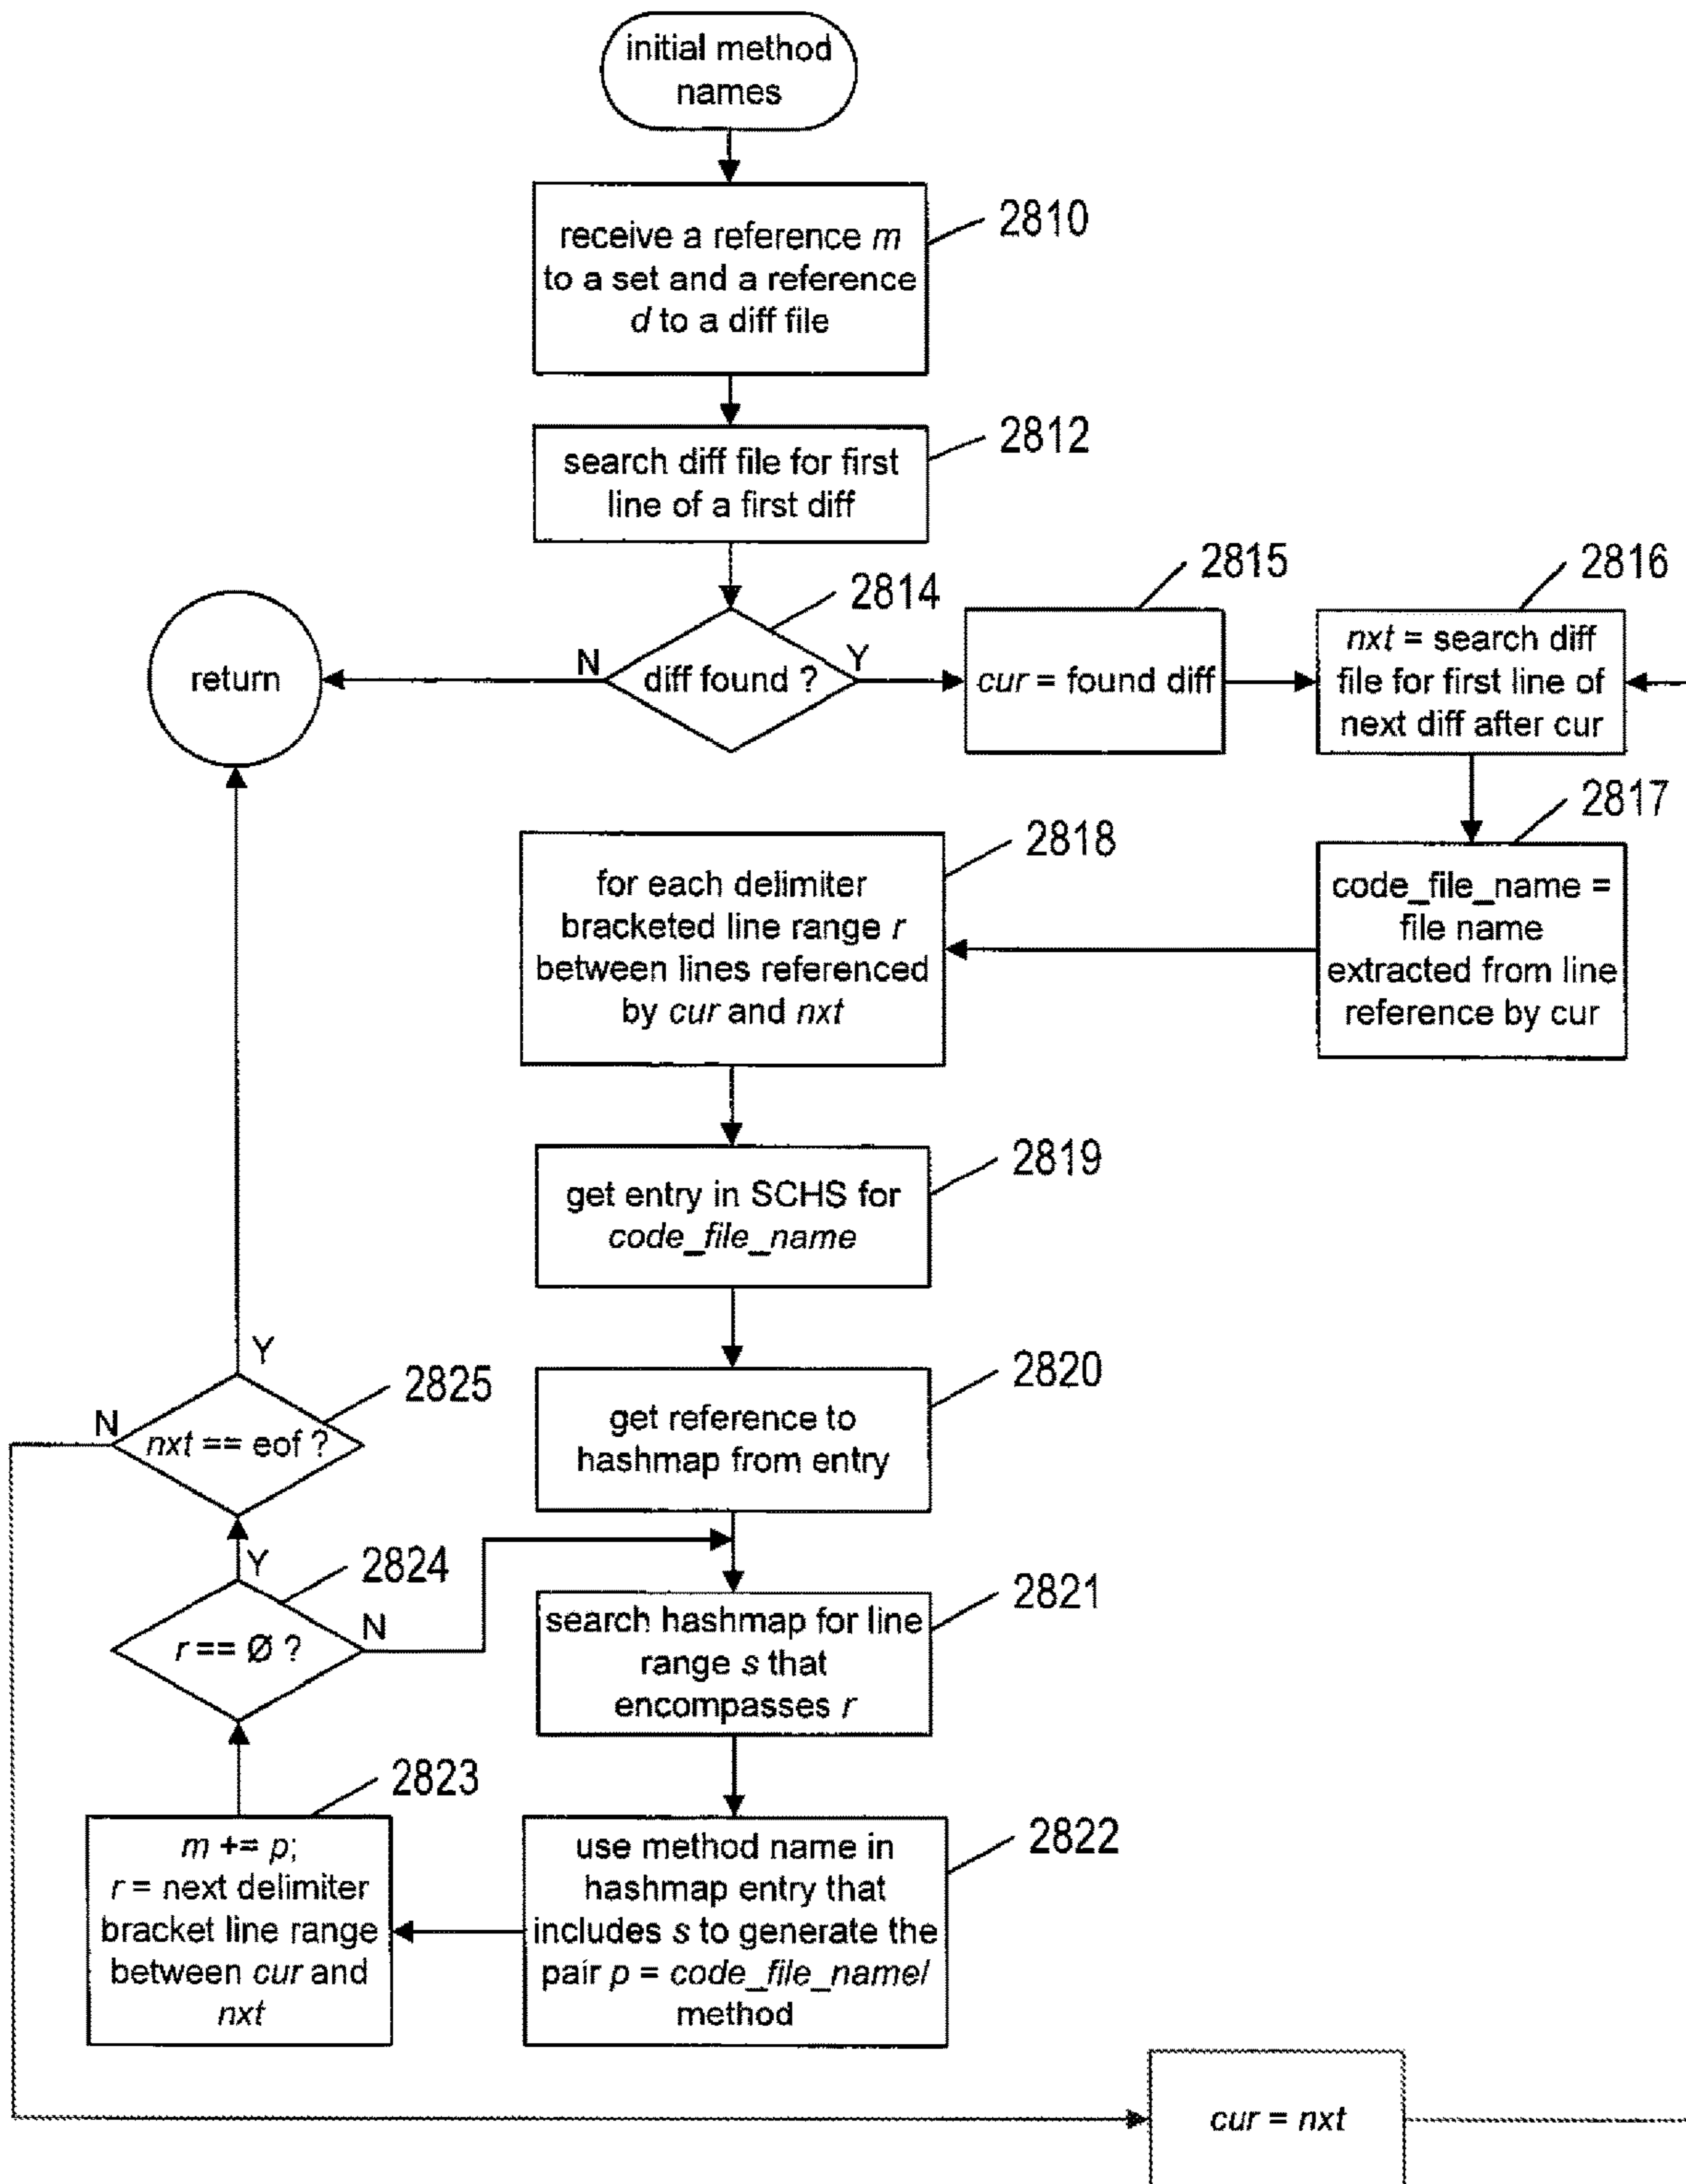 initial method
names
2810
receive a reference m
to a set and a reference
d to a diff file
2812
search diff file for first
line of a first diff
2814
diff found ?
N
Y
return
2815
cur = found diff
2816
nxt = search diff
file for first line of
next diff after cur
2817
code_file_name =
file name
extracted from line
reference by cur
2818
for each delimiter
bracketed line range r
between lines referenced
by cur and nxt
2819
get entry in SCHS for
code_file_name
2820
get reference to
hashmap from entry
2821
search hashmap for line
range s that
encompasses r
2822
use method name in
hashmap entry that
includes s to generate the
pair p = code_file_name/
method
2823
m += p;
r = next delimiter
bracket line range
between cur and
nxt
2824
r == Ø ?
N
Y
2825
nxt == eof ?
N
Y
cur = nxt